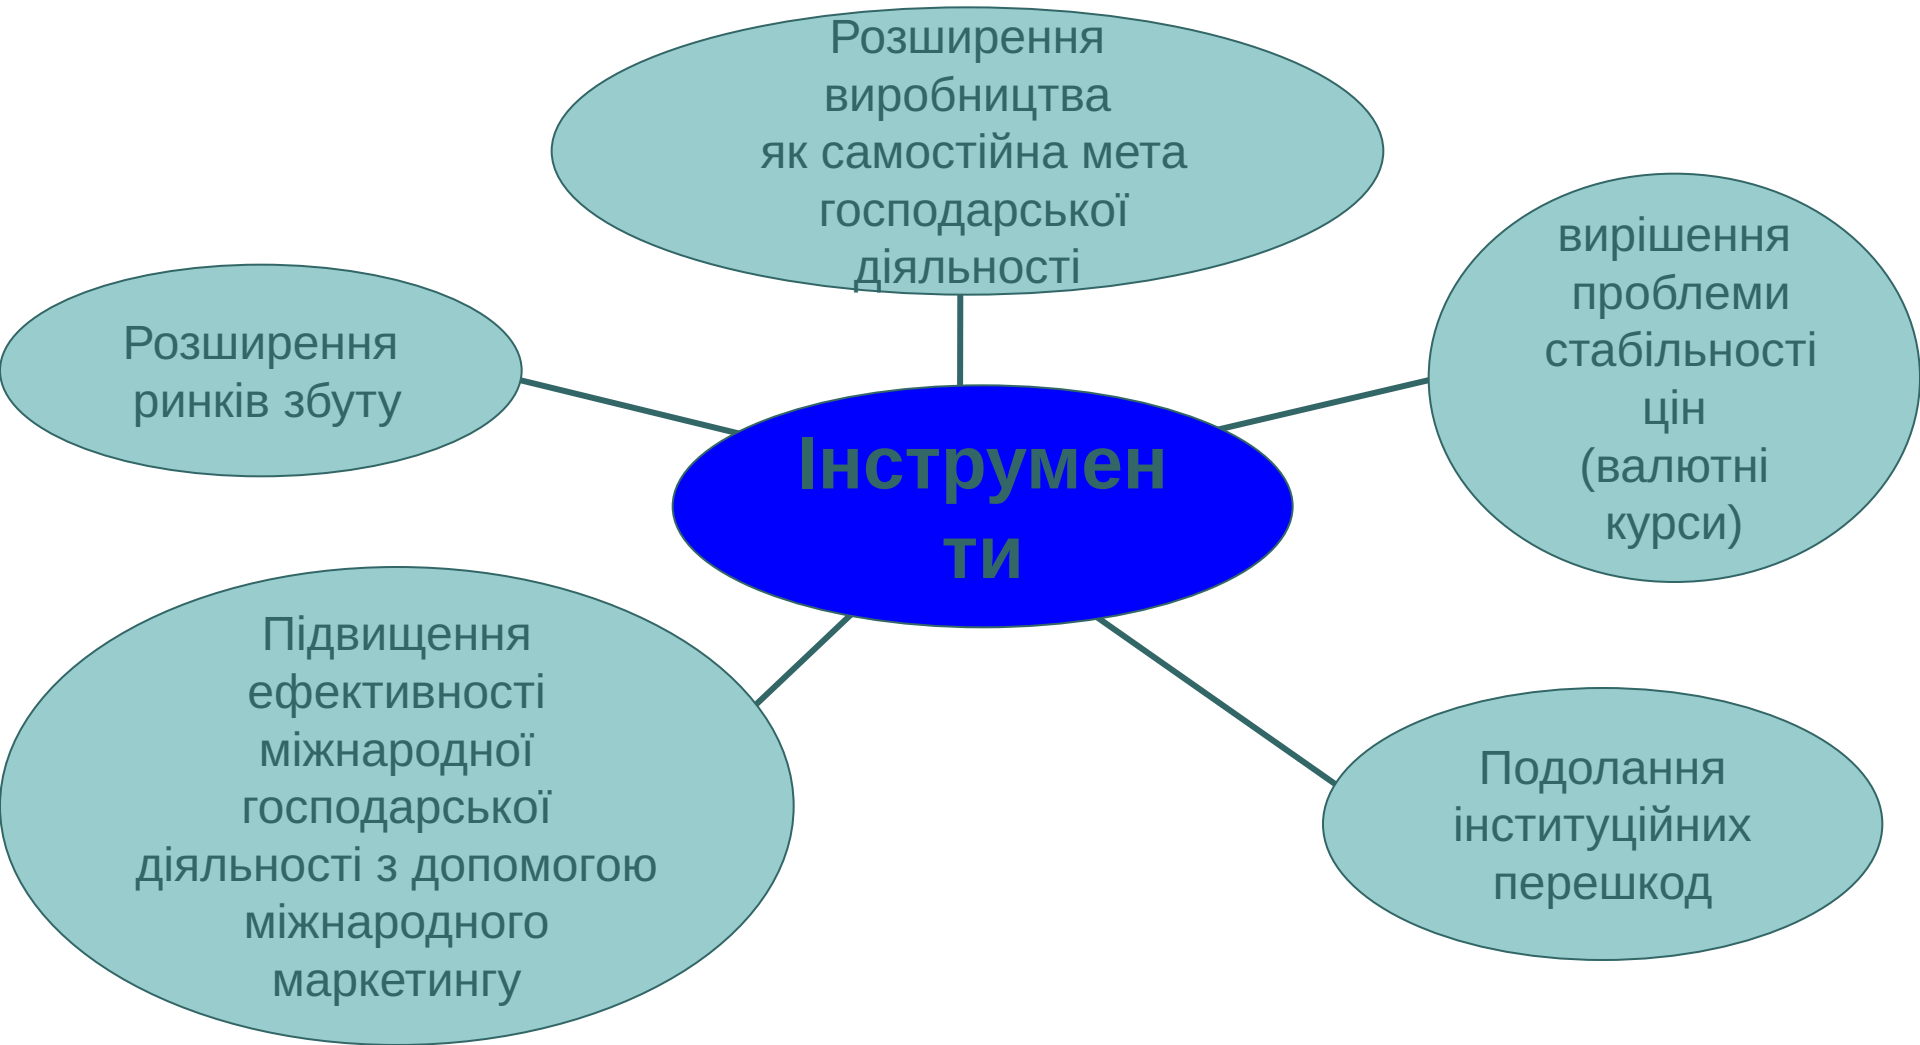 Розширення
виробництва
як самостійна мета
господарської
діяльності
Розширення
ринків збуту
вирішення
проблеми
стабільності
цін
(валютні
курси)
Інструмен
ти
Підвищення
ефективності
міжнародної
господарської
діяльності з допомогою
міжнародного
маркетингу
Подолання
інституційних
перешкод